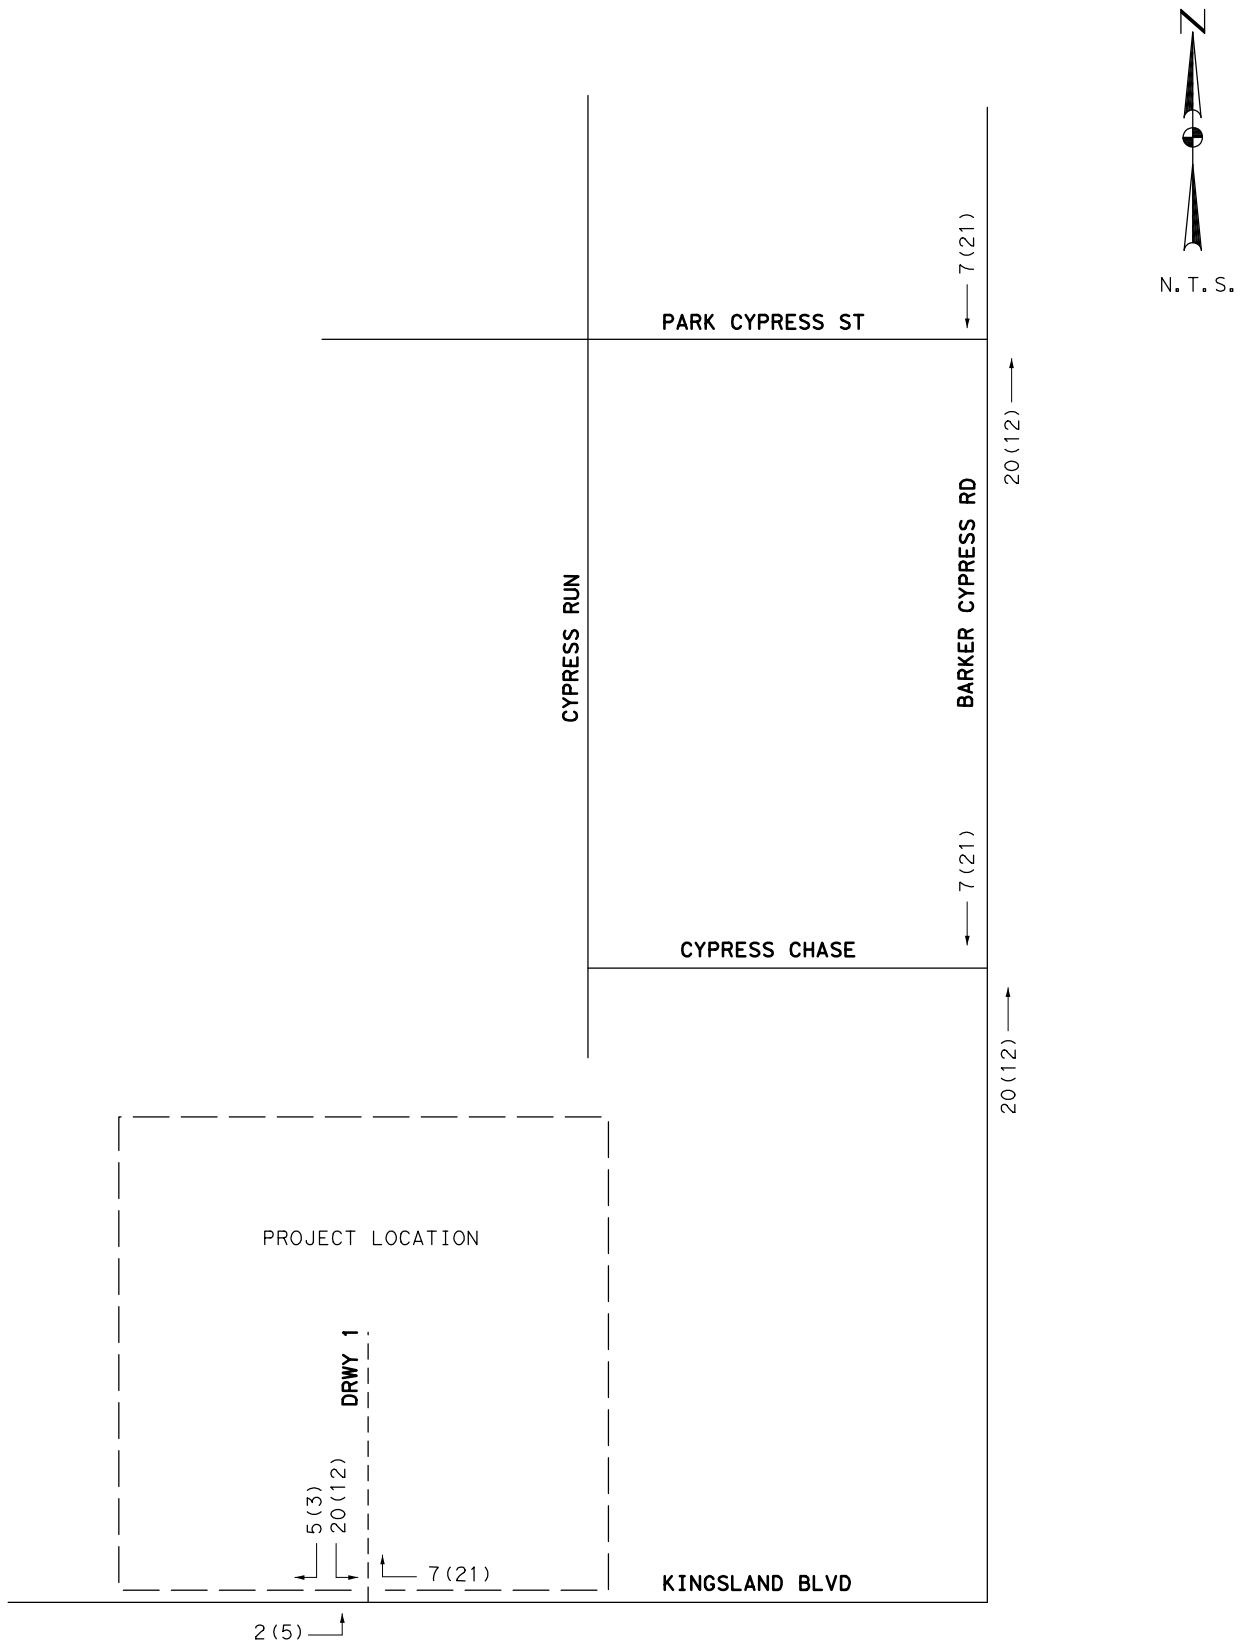 N
N.T.S.
7(21)
PARK CYPRESS ST
20(12)
BARKER CYPRESS RD
CYPRESS RUN
7(21)
CYPRESS CHASE
20(12)
PROJECT LOCATION
DRWY 1
5(3)
20(12)
7(21)
KINGSLAND BLVD
2(5)